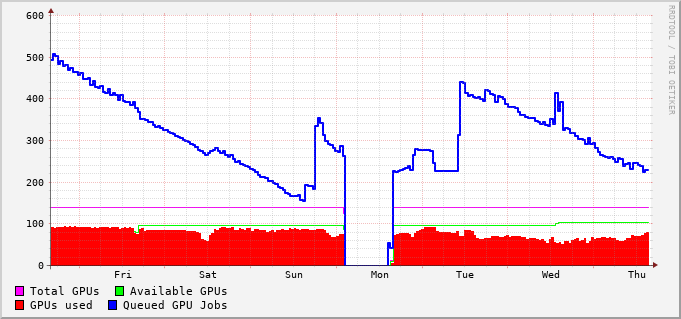 600
500
400
300
200
100
0
Fri Sat Sun Mon Tue Wed Thu
Total GPUs Available GPUs
GPUs used Queued GPU Jobs
RRDTOOL / TOBI OETIKER